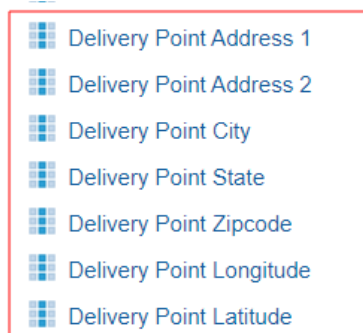 Delivery Point Address 1
Delivery Point Address 2
Delivery Point City
Delivery Point State
Delivery Point Zipcode
Delivery Point Longitude
Delivery Point Latitude